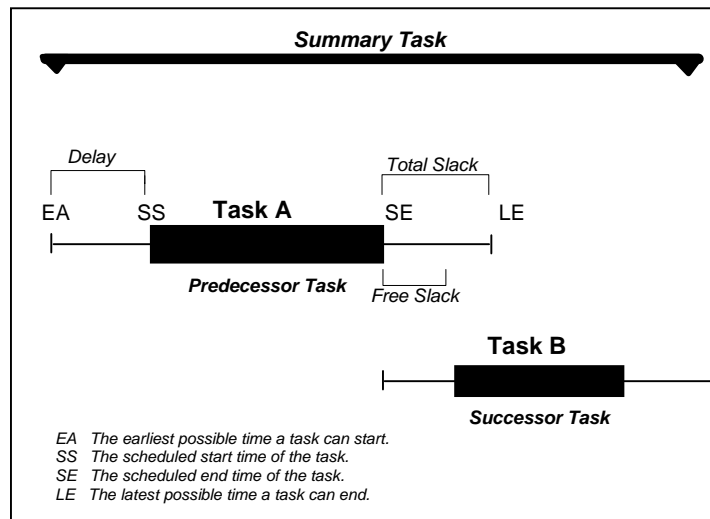 Summary Task
Delay
Total Slack
EA SS Task A SE LE
Predecessor Task
Free Slack
Task B
Successor Task
EA The earliest possible time a task can start.
SS The scheduled start time of the task.
SE The scheduled end time of the task.
LE The latest possible time a task can end.